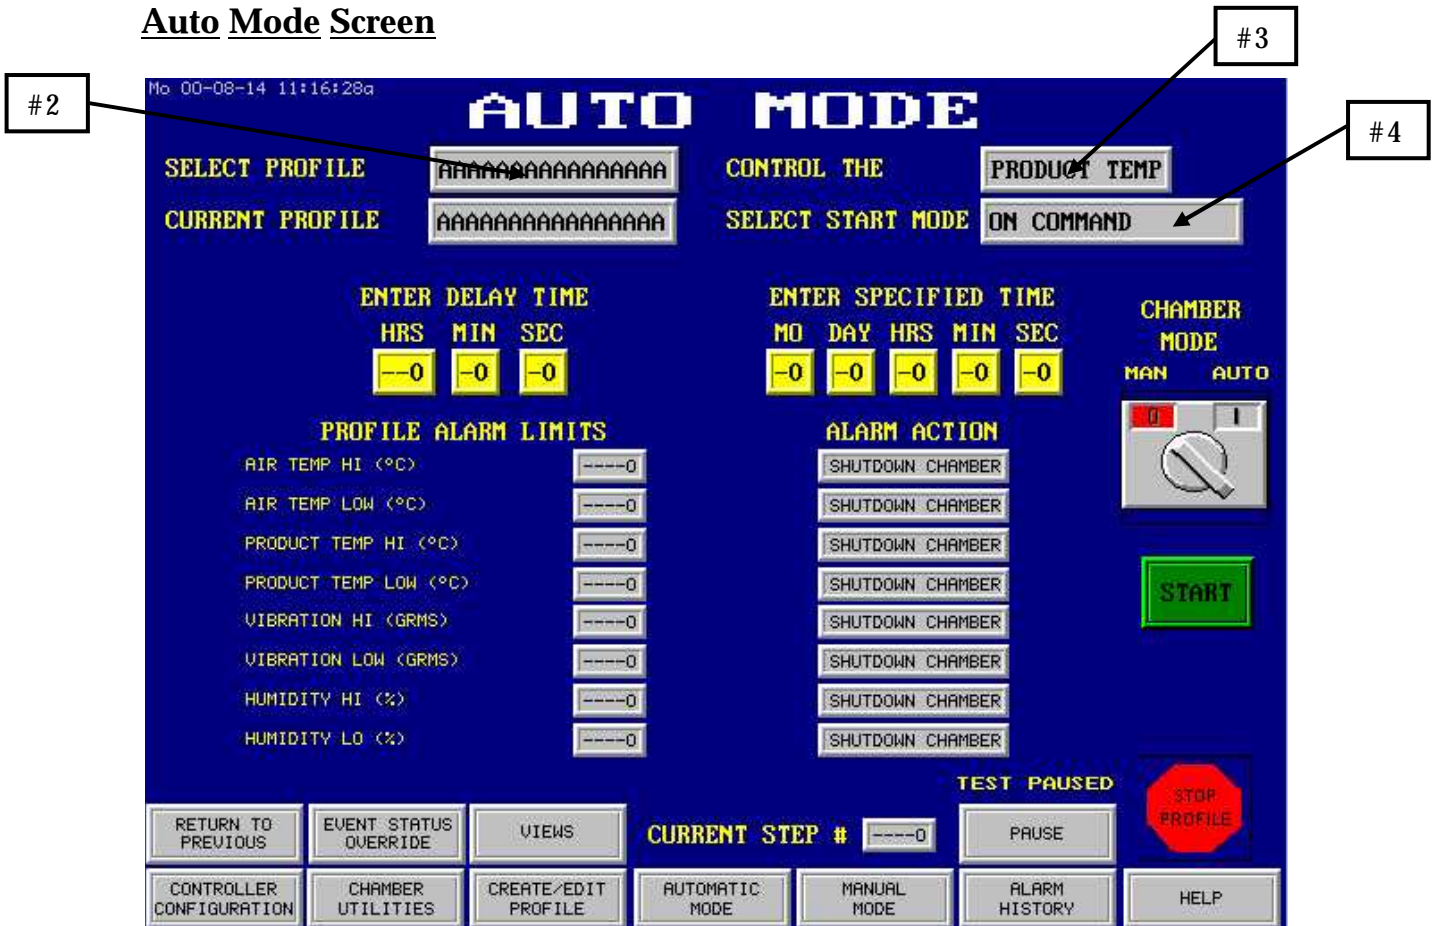 Auto Mode Screen
#3
#2
#4
Mo 00-08-14 11:16:28a
AUTO MODE
SELECT PROFILE AAAAAAAAAAAAAAAA CONTROL THE PRODUCT TEMP
CURRENT PROFILE AAAAAAAAAAAAAAAA SELECT START MODE ON COMMAND
ENTER DELAY TIME ENTER SPECIFIED TIME
HRS MIN SEC MO DAY HRS MIN SEC
--0 -0 -0 -0 -0 -0 -0 -0
CHAMBER
MODE
MAN AUTO
0 I
PROFILE ALARM LIMITS ALARM ACTION
AIR TEMP HI (°C) ----0 SHUTDOWN CHAMBER
AIR TEMP LOW (°C) ----0 SHUTDOWN CHAMBER
PRODUCT TEMP HI (°C) ----0 SHUTDOWN CHAMBER
PRODUCT TEMP LOW (°C) ----0 SHUTDOWN CHAMBER
VIBRATION HI (GRMS) ----0 SHUTDOWN CHAMBER
VIBRATION LOW (GRMS) ----0 SHUTDOWN CHAMBER
HUMIDITY HI (%) ----0 SHUTDOWN CHAMBER
HUMIDITY LO (%) ----0 SHUTDOWN CHAMBER
START
TEST PAUSED
STOP
PROFILE
RETURN TO
PREVIOUS
EVENT STATUS
OVERRIDE
VIEWS
CURRENT STEP # ----0
PAUSE
CONTROLLER
CONFIGURATION
CHAMBER
UTILITIES
CREATE/EDIT
PROFILE
AUTOMATIC
MODE
MANUAL
MODE
ALARM
HISTORY
HELP